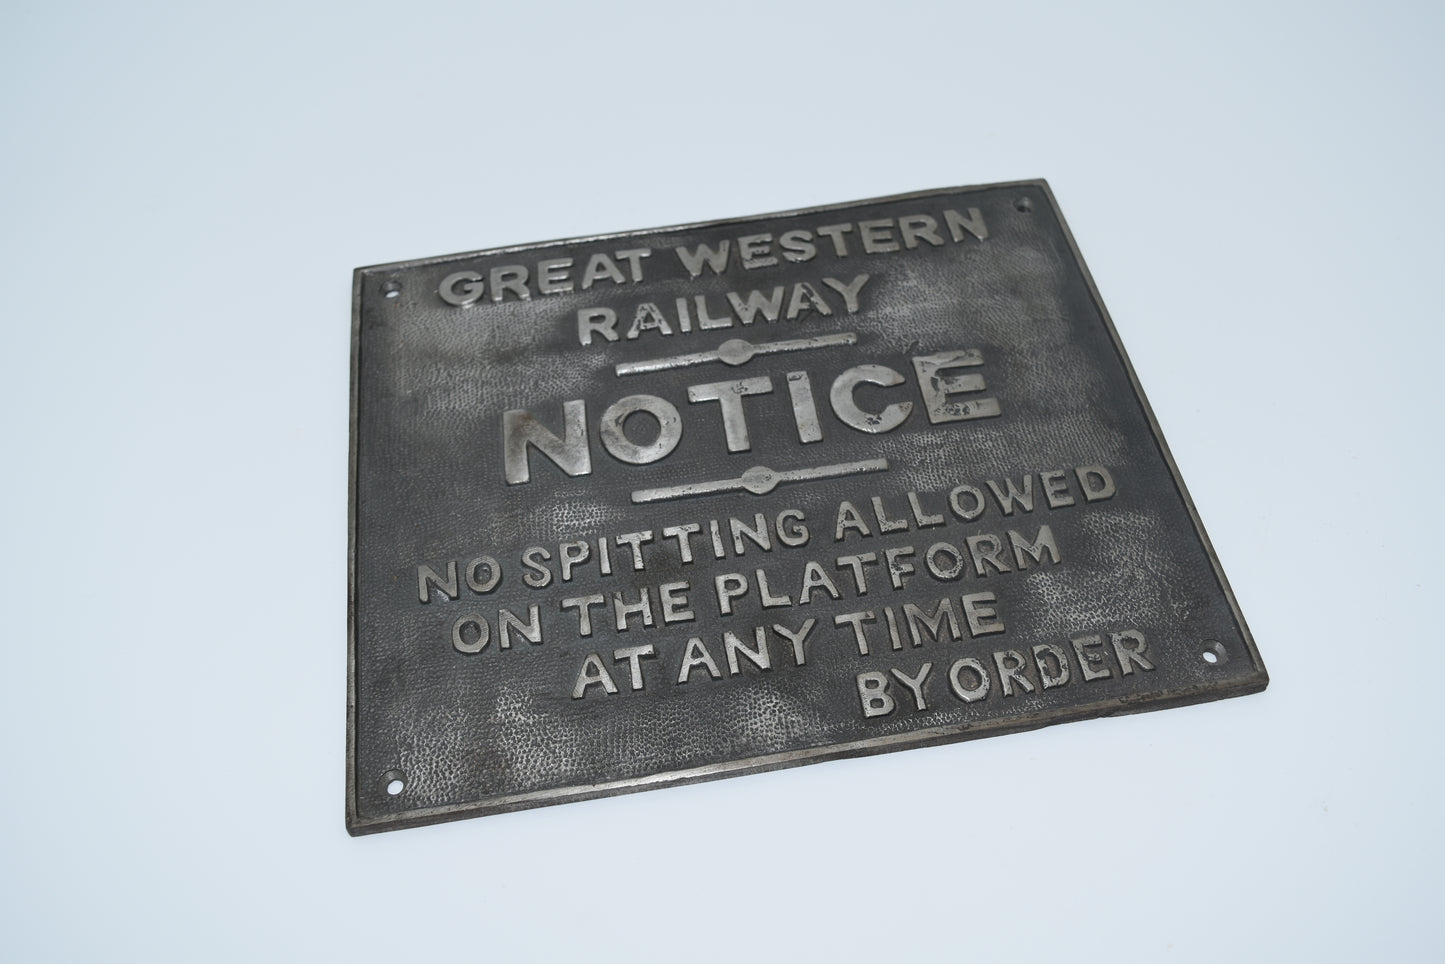 GREAT WESTERN
RAILWAY
NOTICE
NO SPITTING ALLOWED
ON THE PLATFORM
AT ANY TIME
BY ORDER